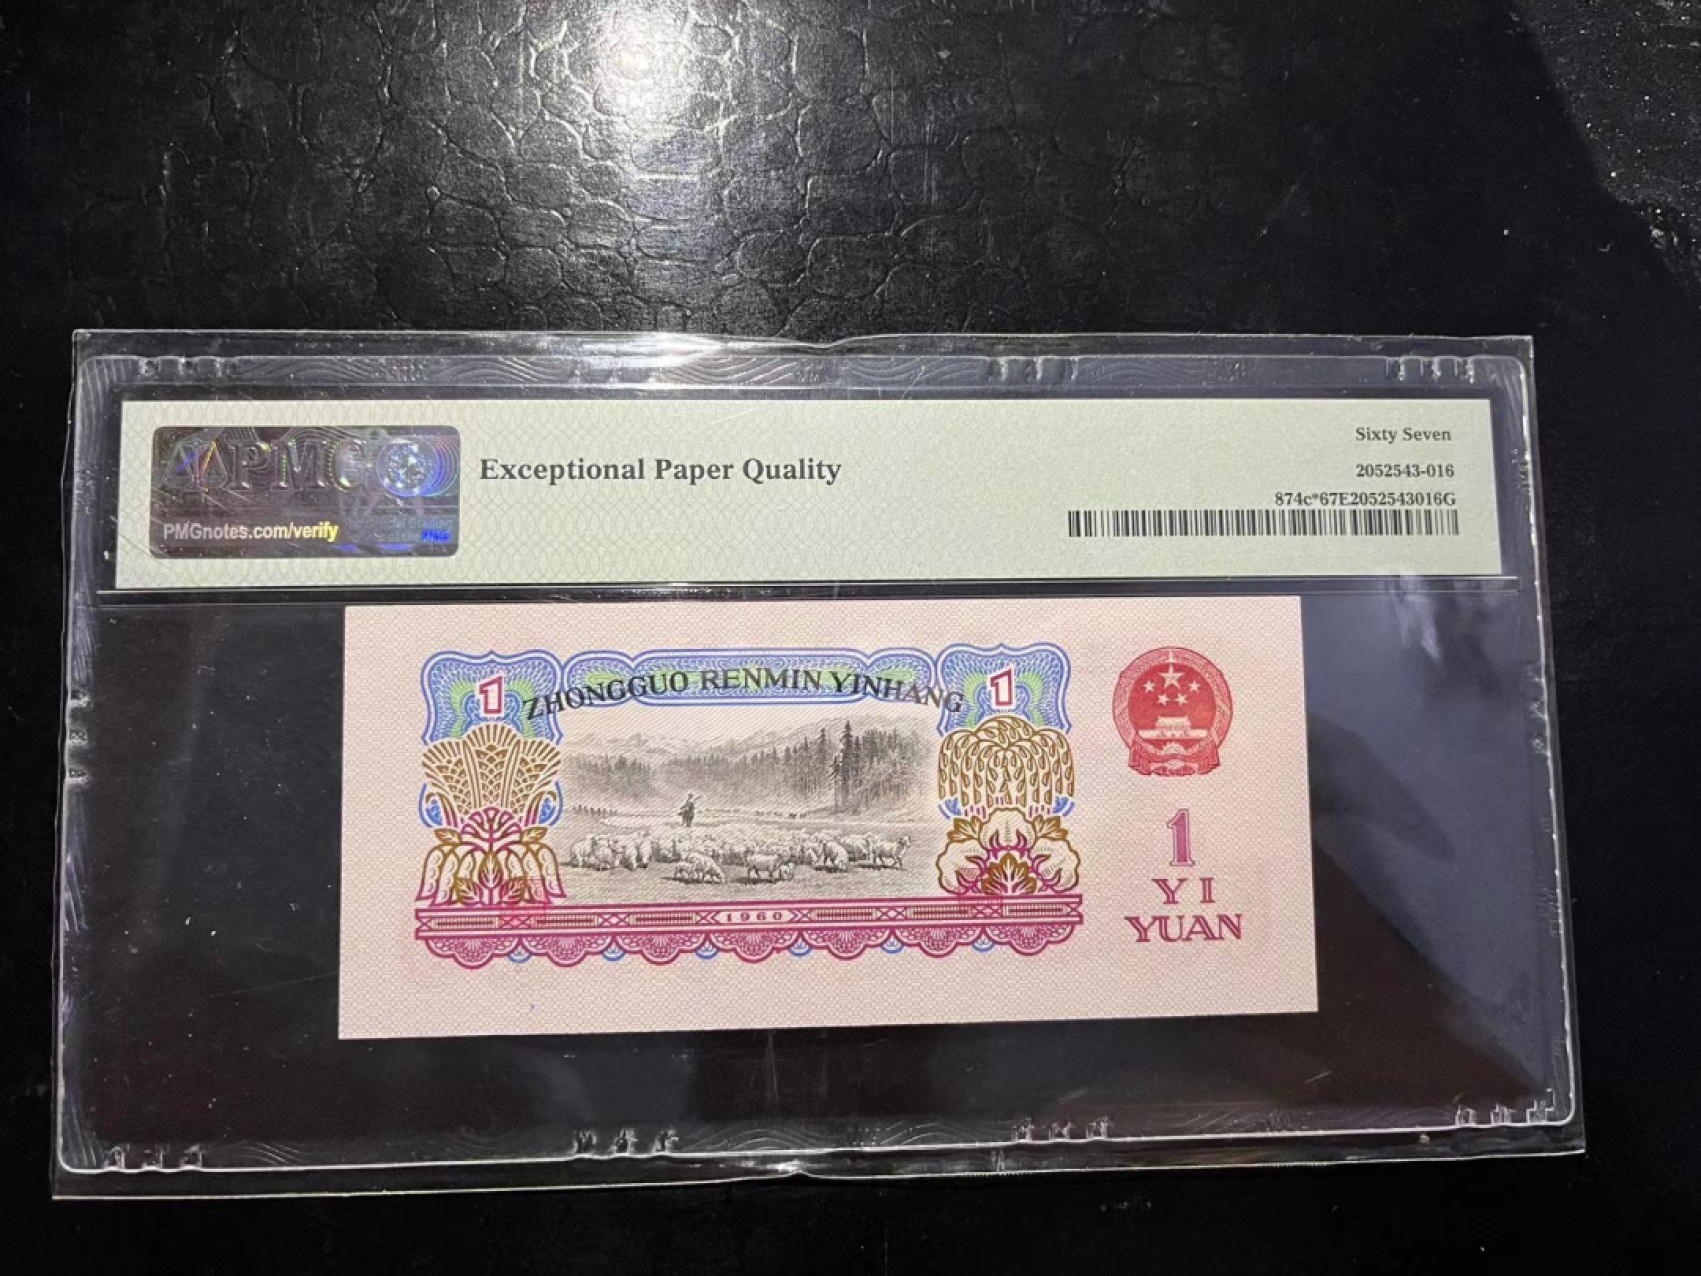 PMG
PMGnotes.com/verify
Exceptional Paper Quality
Sixty Seven
2052543-016
874c*67E2052543016G
1 ZHONGGUO RENMIN YINHANG 1
1960
1
YI
YUAN